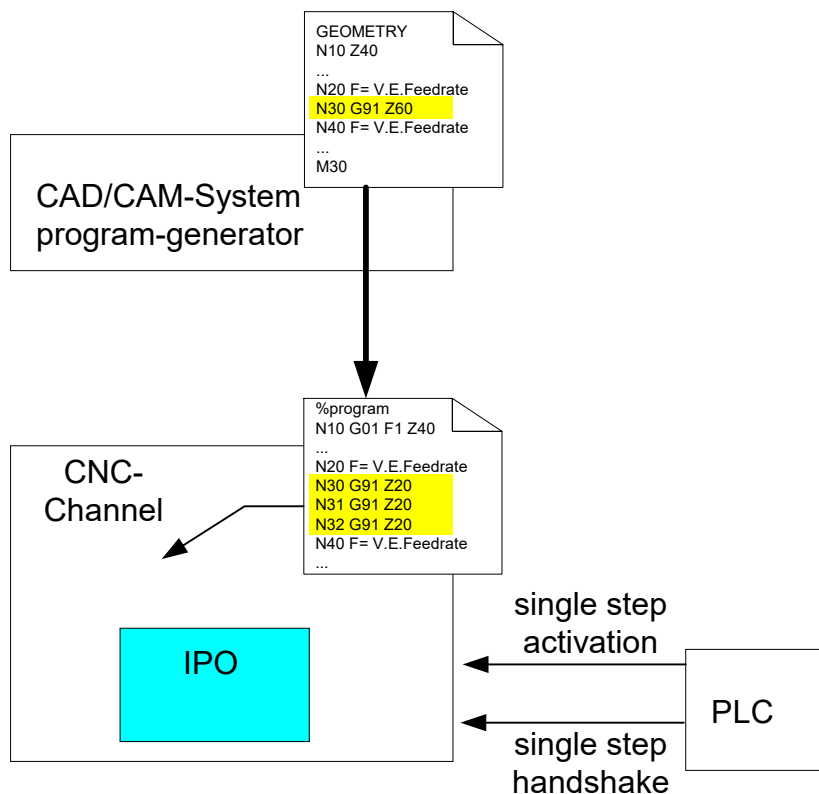 GEOMETRY
N10 Z40
...
N20 F= V.E.Feedrate
N30 G91 Z60
N40 F= V.E.Feedrate
...
M30
CAD/CAM-System
program-generator
%program
N10 G01 F1 Z40
...
N20 F= V.E.Feedrate
N30 G91 Z20
N31 G91 Z20
N32 G91 Z20
N40 F= V.E.Feedrate
...
CNC-
Channel
IPO
single step
activation
PLC
single step
handshake